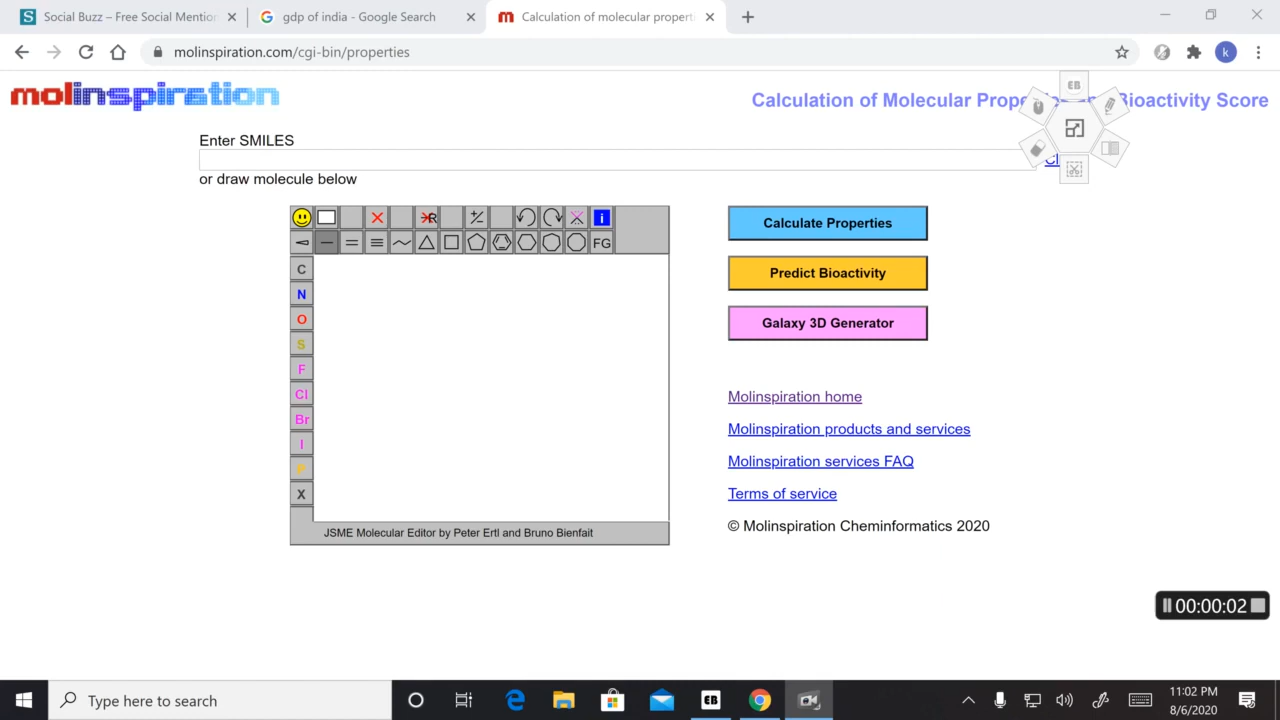 Social Buzz – Free Social Mention
gdp of india - Google Search
Calculation of molecular propert
molinspiration.com/cgi-bin/properties
k
molinspiration
Calculation of Molecular Prope Bioactivity Score
EB
Enter SMILES
Cl
or draw molecule below
R
i
FG
C
N
O
S
F
Cl
Br
I
P
X
JSME Molecular Editor by Peter Ertl and Bruno Bienfait
Calculate Properties
Predict Bioactivity
Galaxy 3D Generator
Molinspiration home
Molinspiration products and services
Molinspiration services FAQ
Terms of service
© Molinspiration Cheminformatics 2020
00:00:02
Type here to search
EB
11:02 PM
8/6/2020